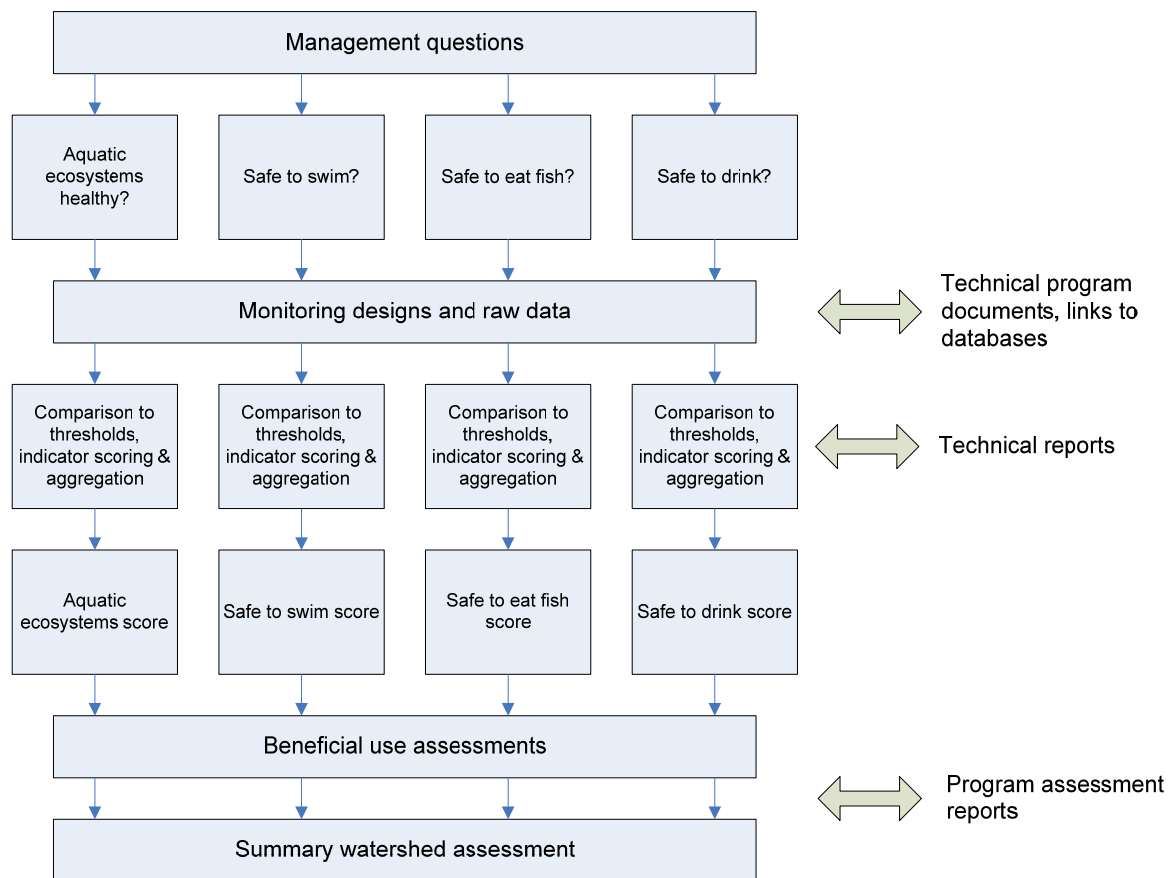 Management questions
Aquatic
ecosystems
healthy?
Safe to swim?
Safe to eat fish?
Safe to drink?
Monitoring designs and raw data
Technical program
documents, links to
databases
Comparison to
thresholds,
indicator scoring &
aggregation
Comparison to
thresholds,
indicator scoring &
aggregation
Comparison to
thresholds,
indicator scoring &
aggregation
Comparison to
thresholds,
indicator scoring &
aggregation
Technical reports
Aquatic
ecosystems score
Safe to swim score
Safe to eat fish
score
Safe to drink score
Beneficial use assessments
Program assessment
reports
Summary watershed assessment